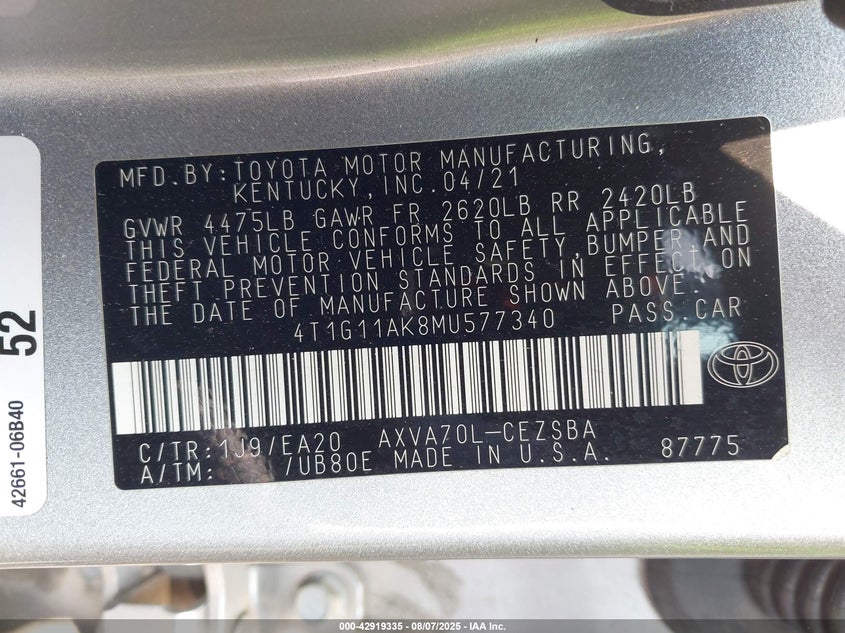 MFD.BY:TOYOTA MOTOR MANUFACTURING,
KENTUCKY,INC.04/21
GVWR 4475LB GAWR FR 2620LB RR 2420LB
THIS VEHICLE CONFORMS TO ALL APPLICABLE
FEDERAL MOTOR VEHICLE SAFETY,BUMPER,AND
THEFT PREVENTION STANDARDS IN EFFECT ON
THE DATE OF MANUFACTURE SHOWN ABOVE.
4T1G11AK8MU577340 PASS CAR
C/TR:1J9/EA20 AXVA70L-CEZSBA
A/TM: /UB80E MADE IN U.S.A. 87775
52
42661-06B40
000-42919335 - 08/07/2025 - IAA Inc.